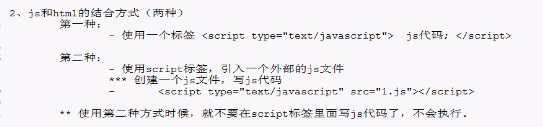 2、js和html的结合方式（两种）
第一种：
- 使用一个标签 <script type="text/javascript">  js代码; </script>
第二种：
- 使用script标签，引入一个外部的js文件
*** 创建一个js文件，写js代码
- <script type="text/javascript" src="1.js"></script>
** 使用第二种方式时候，就不要在script标签里面写js代码了，不会执行。